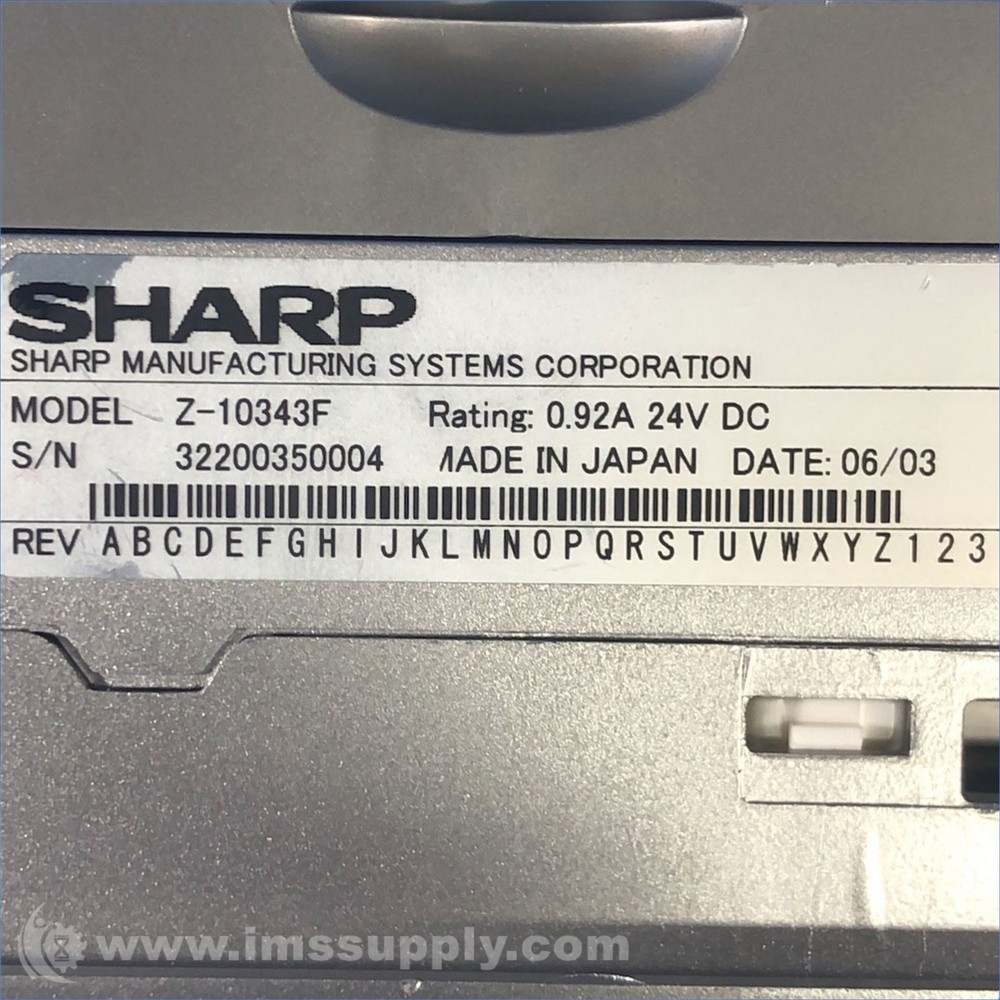 SHARP
SHARP MANUFACTURING SYSTEMS CORPORATION
MODEL Z-10343F Rating: 0.92A 24V DC
S/N 32200350004 MADE IN JAPAN DATE: 06/03
REV A B C D E F G H I J K L M N O P Q R S T U V W X Y Z 1 2 3
www.imssupply.com